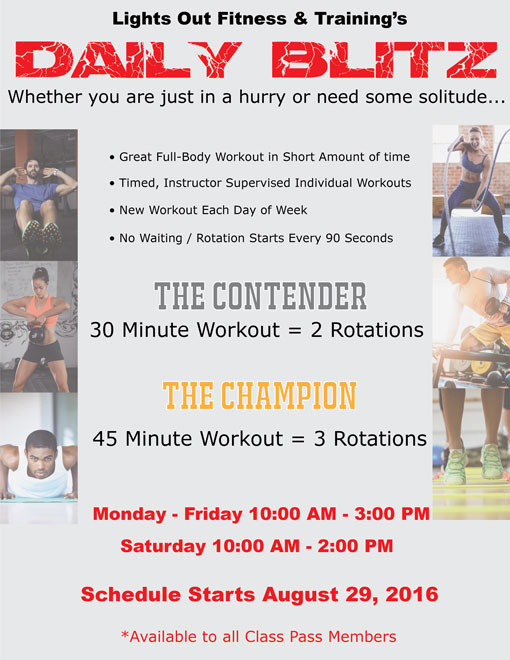 Lights Out Fitness & Training's
DAILY BLITZ
Whether you are just in a hurry or need some solitude...
• Great Full-Body Workout in Short Amount of time
• Timed, Instructor Supervised Individual Workouts
• New Workout Each Day of Week
• No Waiting / Rotation Starts Every 90 Seconds
THE CONTENDER
30 Minute Workout = 2 Rotations
THE CHAMPION
45 Minute Workout = 3 Rotations
Monday - Friday 10:00 AM - 3:00 PM
Saturday 10:00 AM - 2:00 PM
Schedule Starts August 29, 2016
*Available to all Class Pass Members